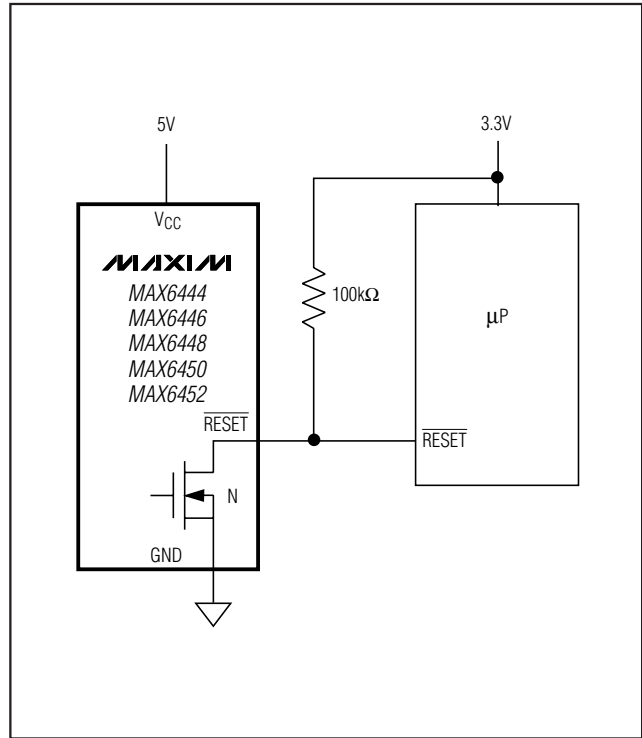 5V
3.3V
VCC
MAXIM
MAX6444
MAX6446
MAX6448
MAX6450
MAX6452
100kΩ
μP
RESET
RESET
N
GND